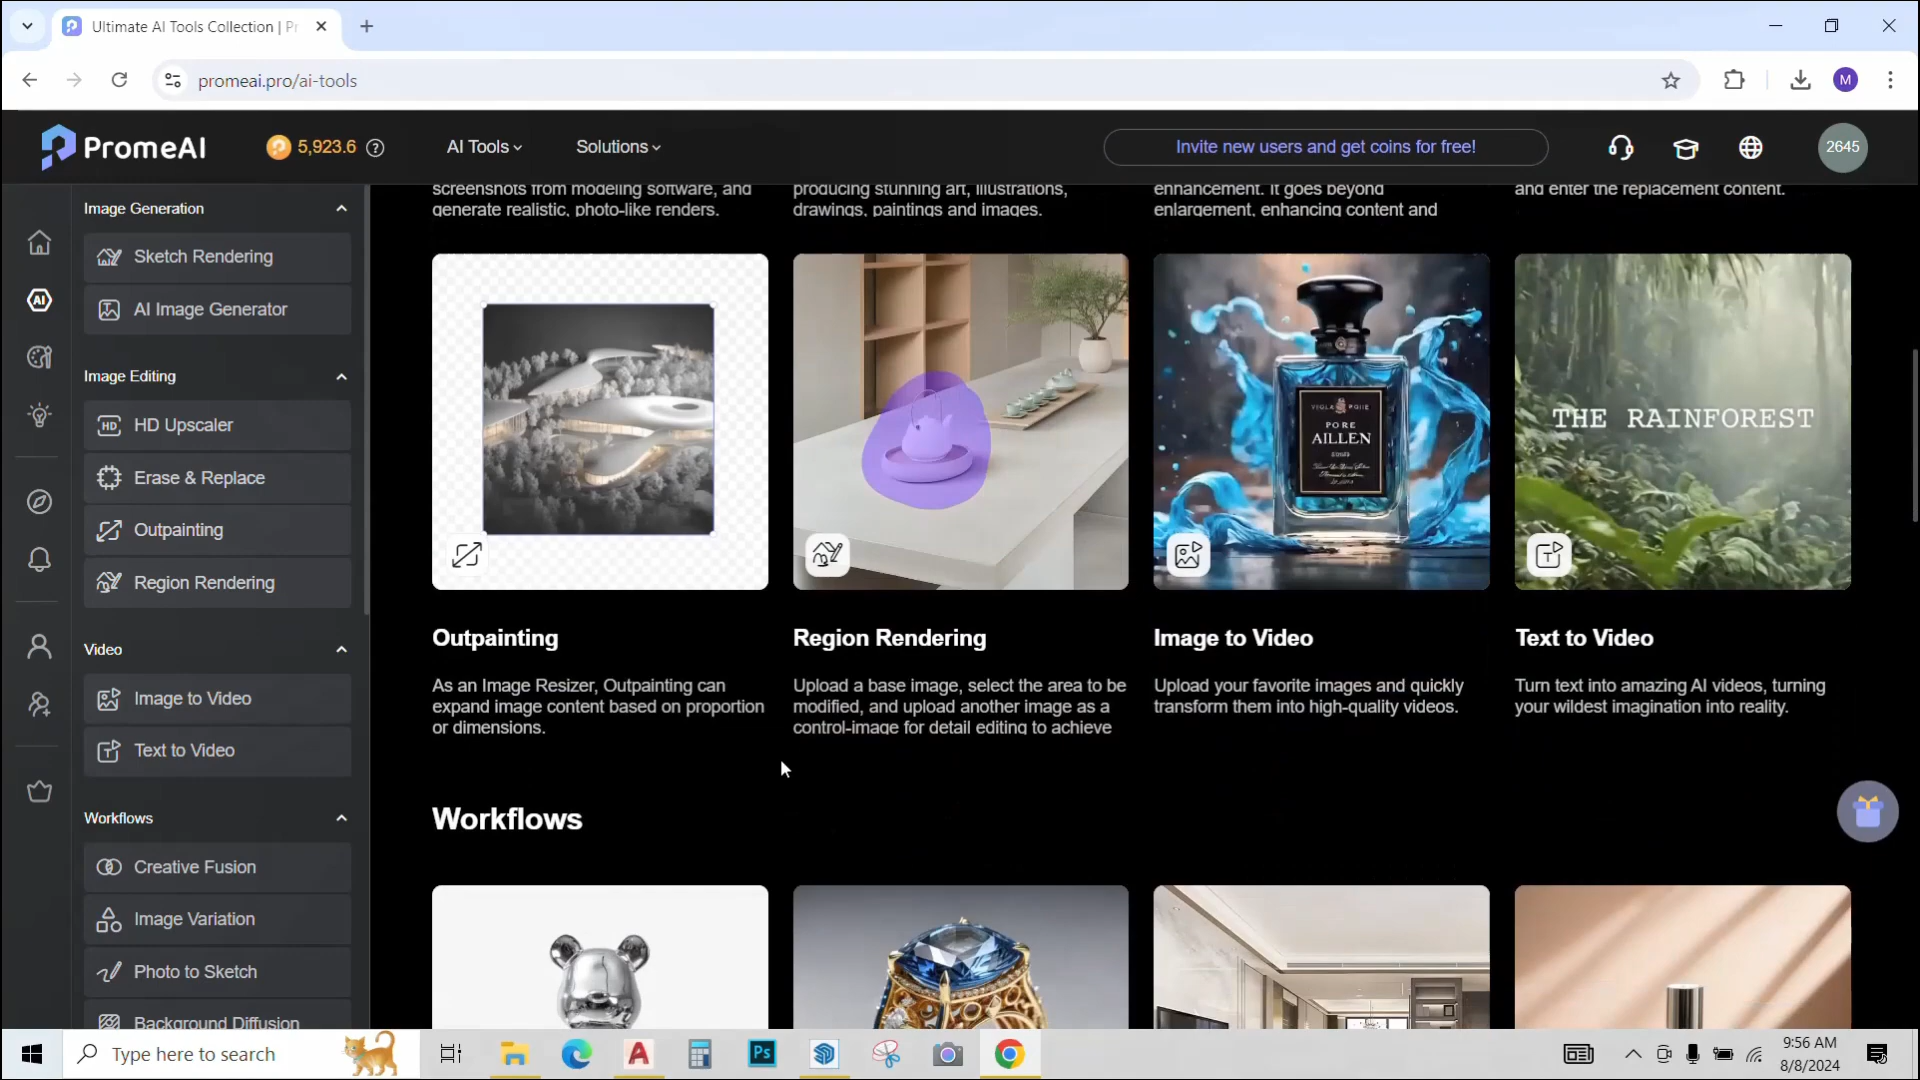 Ultimate AI Tools Collection | Pr
promeai.pro/ai-tools
M
PromeAI
5,923.6
?
AI Tools
Solutions
Invite new users and get coins for free!
2645
Image Generation
Sketch Rendering
AI Image Generator
Image Editing
HD Upscaler
Erase & Replace
Outpainting
Region Rendering
Video
Image to Video
Text to Video
Workflows
Creative Fusion
Image Variation
Photo to Sketch
Background Diffusion
screenshots from modeling software, and
generate realistic, photo-like renders.
producing stunning art, illustrations,
drawings, paintings and images.
enhancement. It goes beyond
enlargement, enhancing content and
and enter the replacement content.
PORE
AILLEN
THE RAINFOREST
Outpainting
As an Image Resizer, Outpainting can
expand image content based on proportion
or dimensions.
Region Rendering
Upload a base image, select the area to be
modified, and upload another image as a
control-image for detail editing to achieve
Image to Video
Upload your favorite images and quickly
transform them into high-quality videos.
Text to Video
Turn text into amazing AI videos, turning
your wildest imagination into reality.
Workflows
Type here to search
Ps
9:56 AM
8/8/2024